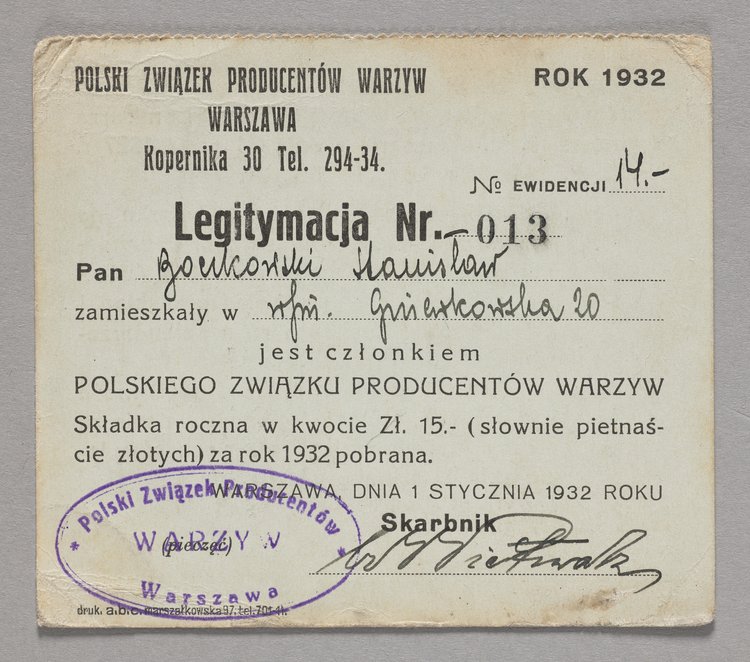 POLSKI ZWIĄZEK PRODUCENTÓW WARZYW
WARSZAWA
Kopernika 30 Tel. 294-34.
ROK 1932
№ EWIDENCJI 14.-
Legitymacja Nr.- 013
Pan Bocikowski Stanisław
zamieszkały w 20
jest członkiem
POLSKIEGO ZWIĄZKU PRODUCENTÓW WARZYW
Składka roczna w kwocie Zł. 15.- (słownie pietnaś-
cie złotych) za rok 1932 pobrana.
WARSZAWA, DNIA 1 STYCZNIA 1932 ROKU
Skarbnik
* Polski Związek Producentów *
WARZYW
(pieczęć)
Warszawa
druk. a.b.c. marszałkowska 97. tel. 701-41.